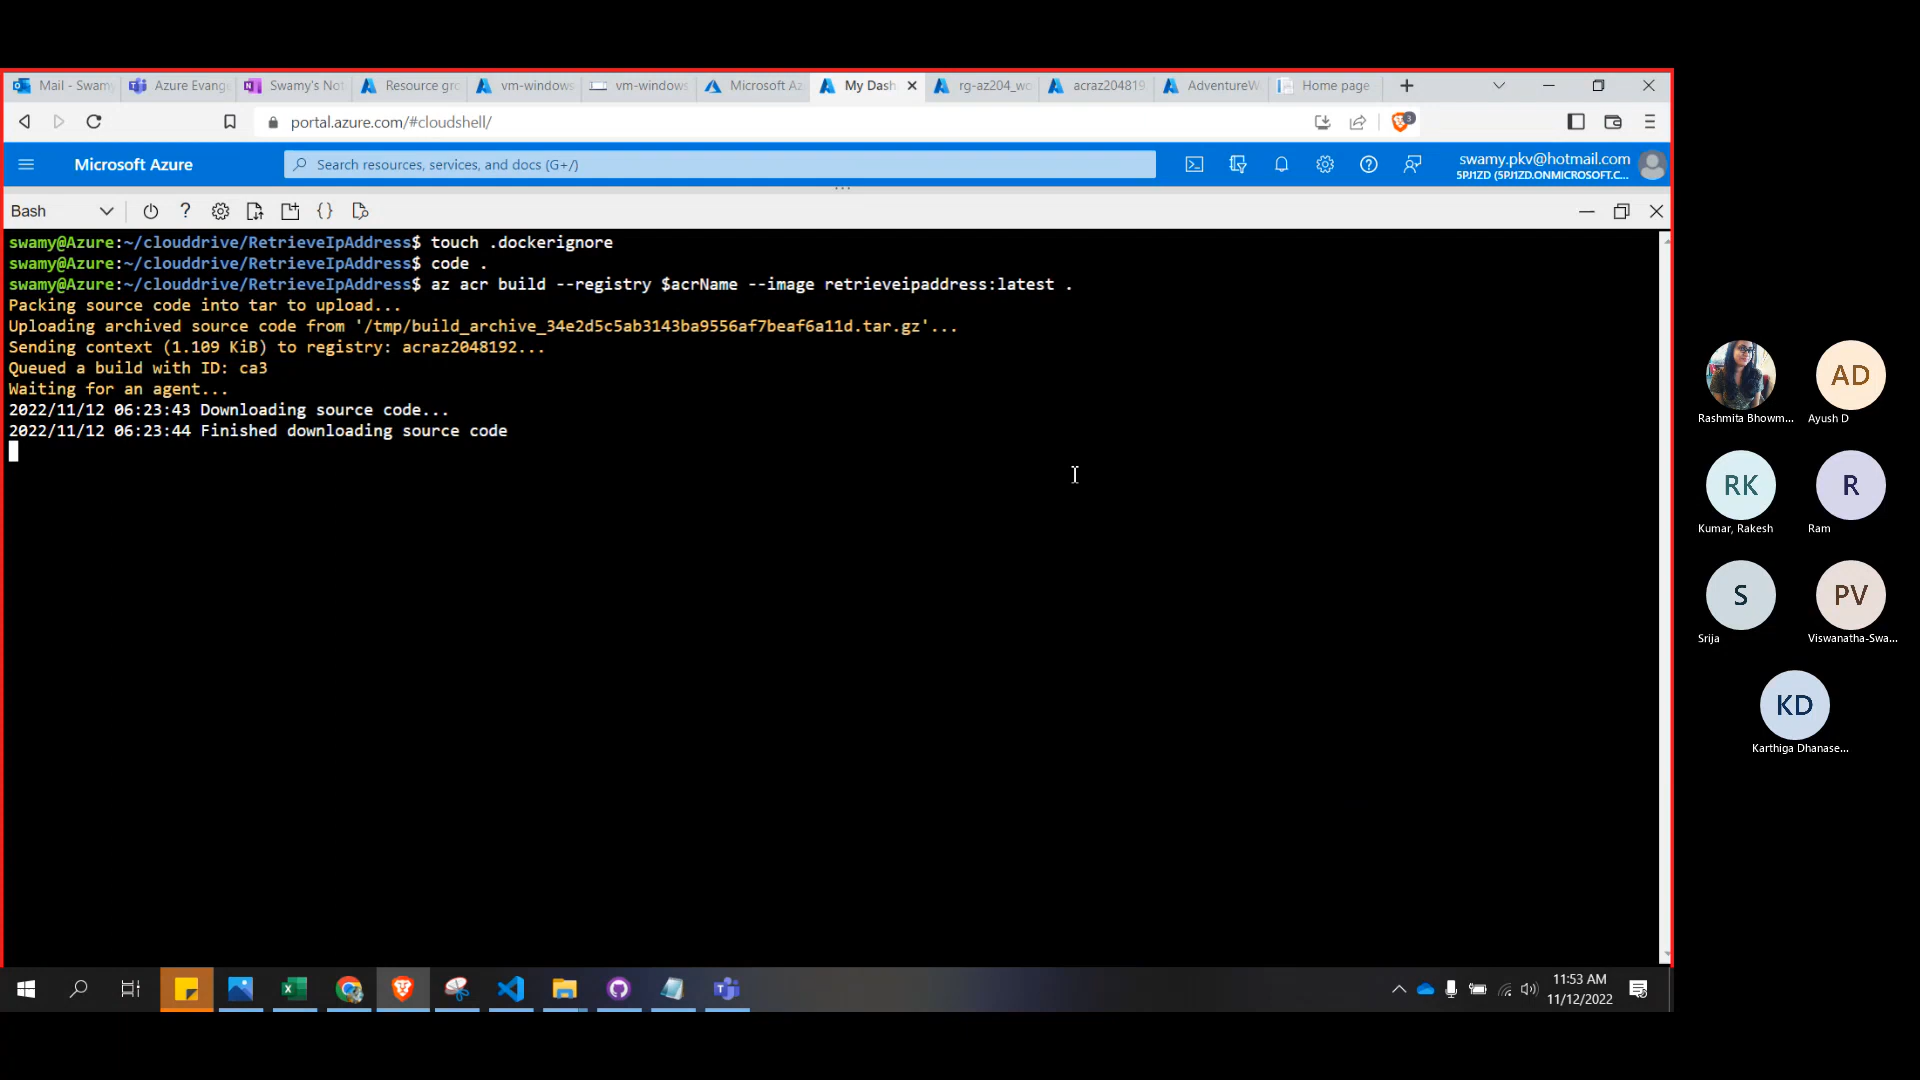 Mail - Swamy
Azure Evang
Swamy's Not
Resource gro
vm-windows
vm-windows
Microsoft Az
My Dash
rg-az204_wo
acraz204819
AdventureW
Home page
portal.azure.com/#cloudshell/
3
Microsoft Azure
Search resources, services, and docs (G+/)
swamy.pkv@hotmail.com
5PJ1ZD (5PJ1ZD.ONMICROSOFT.C...
Bash
swamy@Azure:~/clouddrive/RetrieveIpAddress$ touch .dockerignore
swamy@Azure:~/clouddrive/RetrieveIpAddress$ code .
swamy@Azure:~/clouddrive/RetrieveIpAddress$ az acr build --registry $acrName --image retrieveipaddress:latest .
Packing source code into tar to upload...
Uploading archived source code from '/tmp/build_archive_34e2d5c5ab3143ba9556af7beaf6a11d.tar.gz'...
Sending context (1.109 KiB) to registry: acraz2048192...
Queued a build with ID: ca3
Waiting for an agent...
2022/11/12 06:23:43 Downloading source code...
2022/11/12 06:23:44 Finished downloading source code
Rashmita Bhowm...
AD
Ayush D
RK
Kumar, Rakesh
R
Ram
S
Srija
PV
Viswanatha-Swa...
KD
Karthiga Dhanase...
11:53 AM
11/12/2022